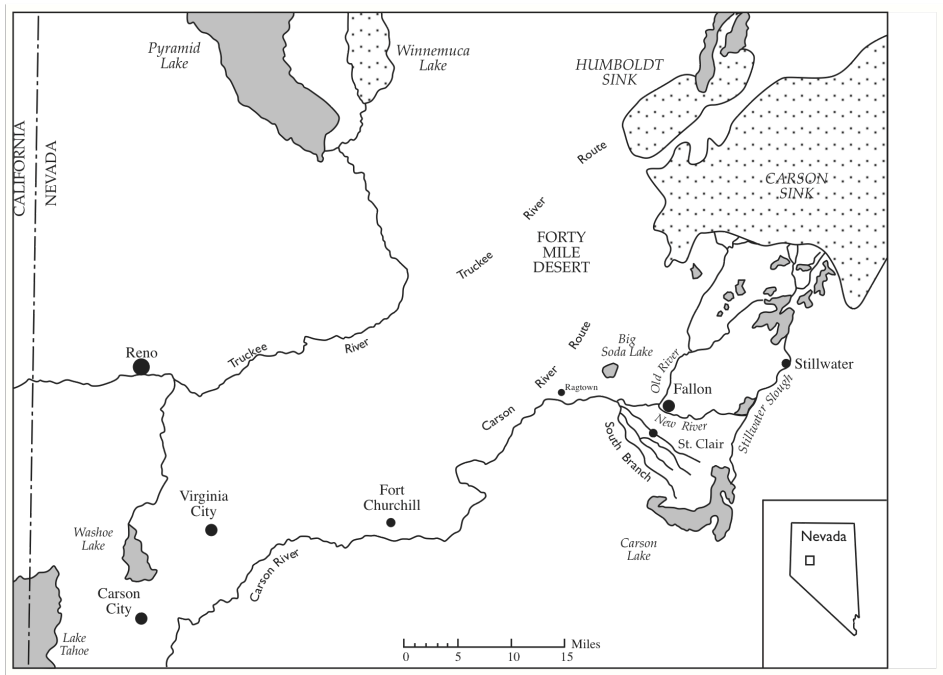 Pyramid
Lake
Winnemuca
Lake
HUMBOLDT
SINK
CALIFORNIA
NEVADA
CARSON
SINK
Truckee River Route
FORTY
MILE
DESERT
Reno
Truckee River
Big
Soda Lake
Old River
Stillwater
Carson River Route
Ragtown
Fallon
New River
Stillwater Slough
St. Clair
South Branch
Virginia
City
Fort
Churchill
Washoe
Lake
Carson
Lake
Carson River
Carson
City
Lake
Tahoe
Nevada
Miles
0 5 10 15